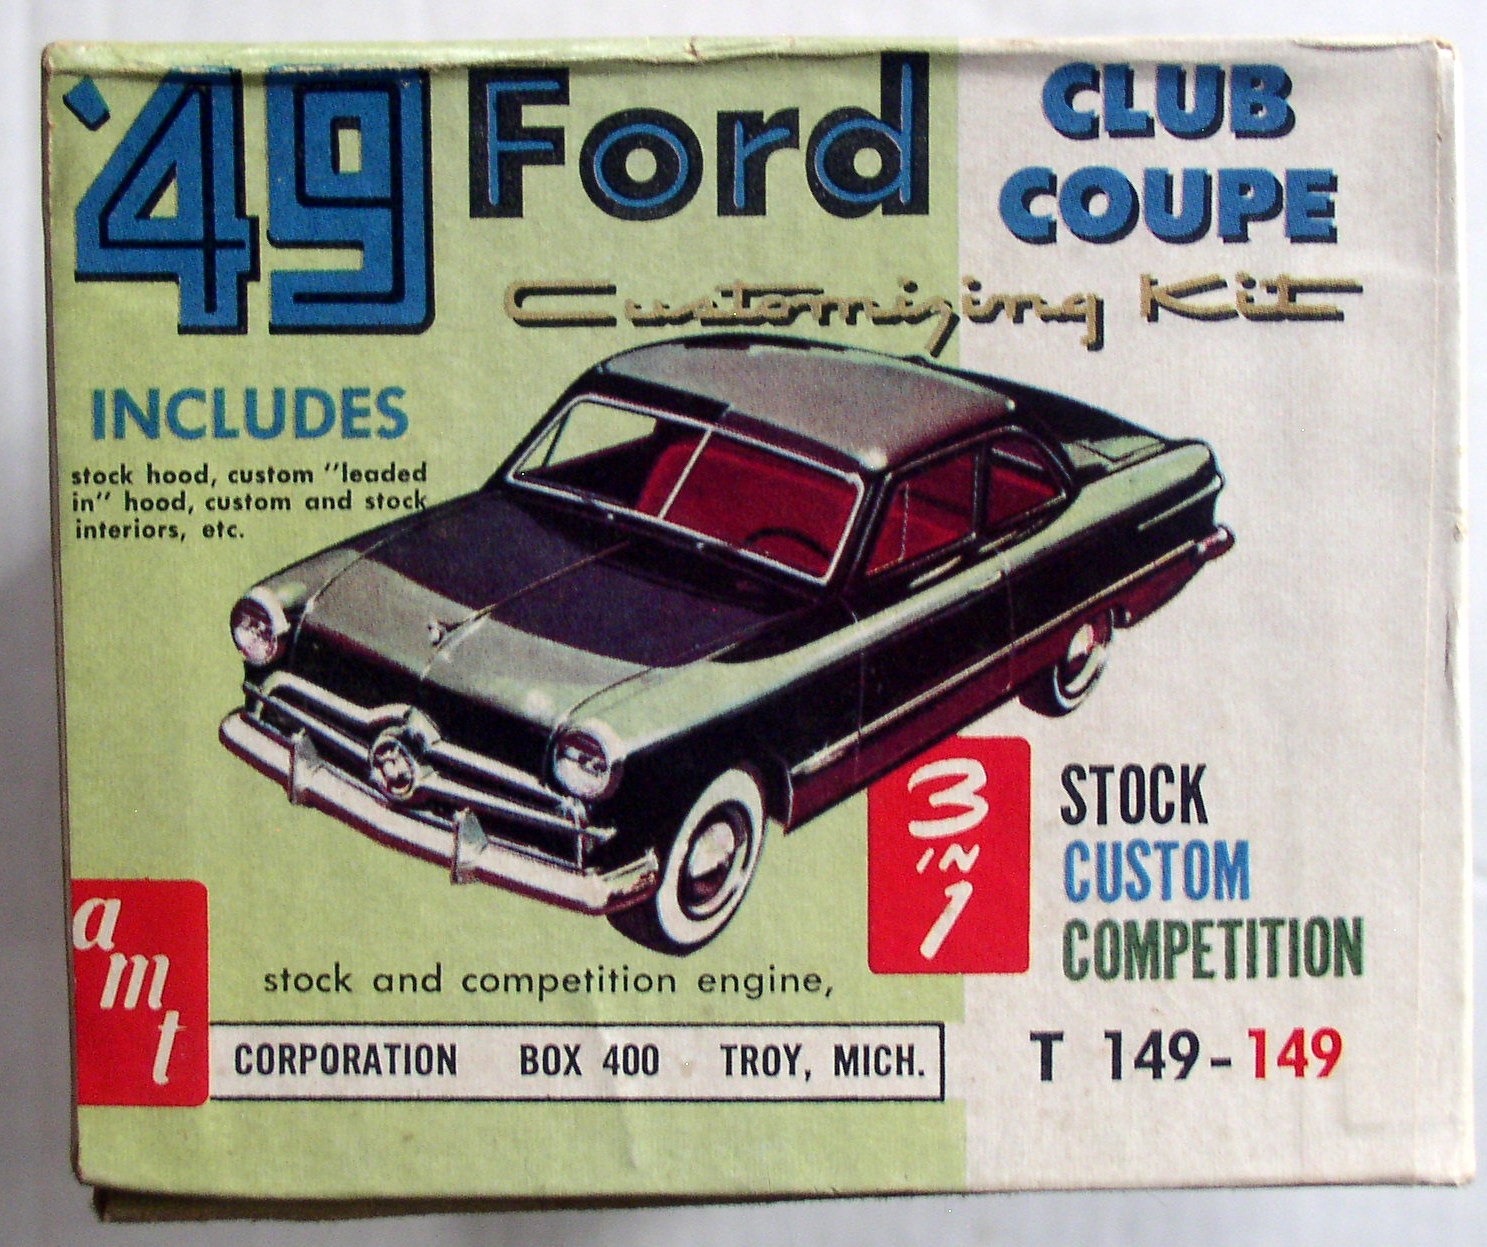 '49 Ford CLUB
COUPE
Customizing Kit
INCLUDES
stock hood, custom "leaded
in" hood, custom and stock
interiors, etc.
3
IN
1
STOCK
CUSTOM
COMPETITION
stock and competition engine,
amt
CORPORATION BOX 400 TROY, MICH.
T 149-149